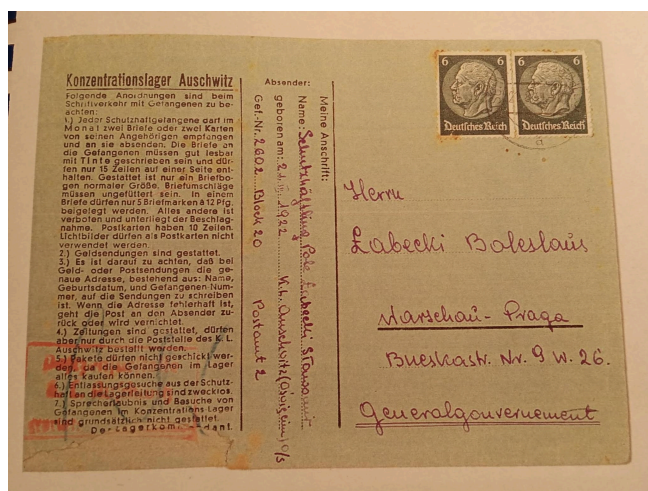 Konzentrationslager Auschwitz
Folgende Anordnungen sind beim
Schriftverkehr mit Gefangenen zu be-
achten:
1.) Jeder Schutzhaftgefangene darf im
Monat zwei Briefe oder zwei Karten
von seinen Angehörigen empfangen
und an sie absenden. Die Briefe an
die Gefangenen müssen gut lesbar
mit Tinte geschrieben sein und dür-
fen nur 15 Zeilen auf einer Seite ent-
halten. Gestattet ist nur ein Briefbo-
gen normaler Größe. Briefumschläge
müssen ungefüttert sein. In einem
Briefe dürfen nur 5 Briefmarken à 12 Pfg.
beigelegt werden. Alles andere ist
verboten und unterliegt der Beschlag-
nahme. Postkarten haben 10 Zeilen.
Lichtbilder dürfen als Postkarten nicht
verwendet werden.
2.) Geldsendungen sind gestattet.
3.) Es ist darauf zu achten, daß bei
Geld- oder Postsendungen die ge-
naue Adresse, bestehend aus: Name,
Geburtsdatum, und Gefangenen-Num-
mer, auf die Sendungen zu schreiben
ist. Wenn die Adresse fehlerhaft ist,
geht die Post an den Absender zu-
rück oder wird vernichtet.
4.) Zeitungen sind gestattet, dürfen
aber nur durch die Poststelle des K. L.
Auschwitz bestellt werden.
5.) Pakete dürfen nicht geschickt wer-
den, da die Gefangenen im Lager
alles kaufen können.
6.) Entlassungsgesuche aus der Schutz-
haft an die Lagerleitung sind zwecklos.
7.) Sprecherlaubnis und Besuche von
Gefangenen im Konzentrations-Lager
sind grundsätzlich nicht gestattet.
Der Lagerkommandant.
Absender:
Meine Anschrift:
Name: Schutzhäftling Pole Łabecki
geboren am: 1922 K.L. Auschwitz O/S
Gef.-Nr. 2602 Block 20 Postamt 2
6 6
Deutsches Reich Deutsches Reich
Herrn
Łabecki Boleslaus
Warschau-Praga
Nr. 9 W. 26.
Generalgouvernement